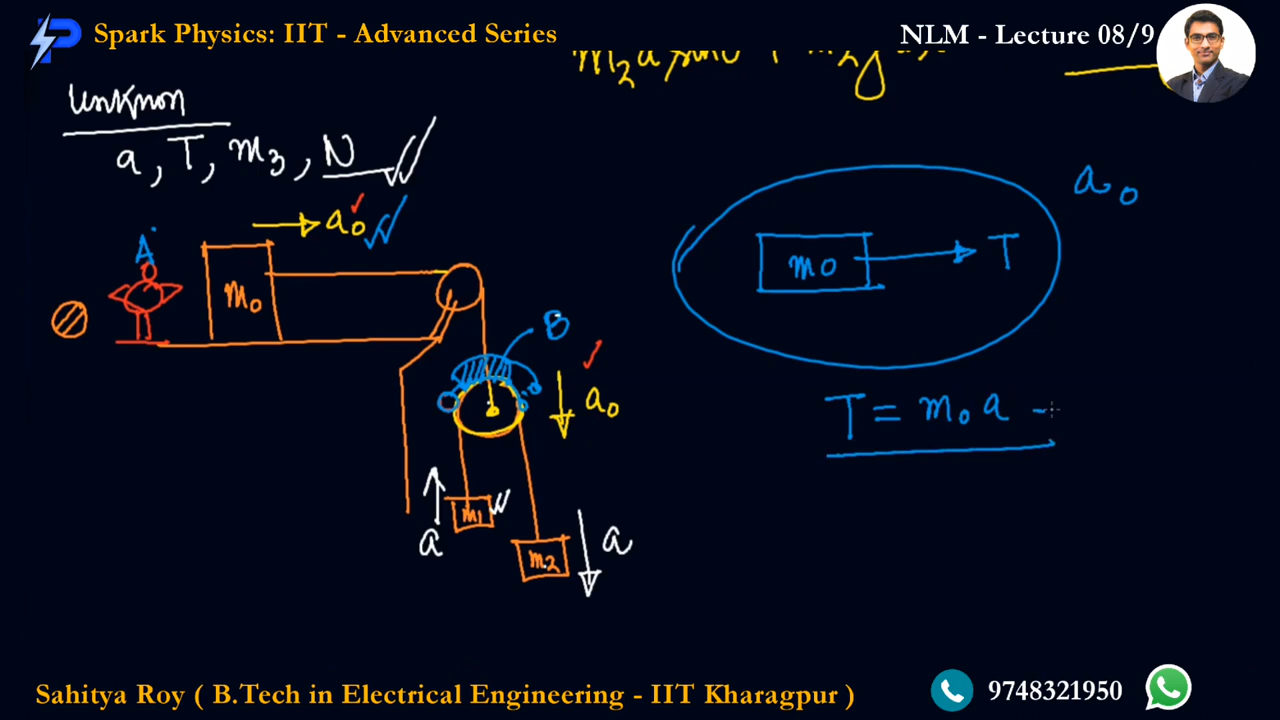 Spark Physics: IIT - Advanced Series
NLM - Lecture 08/9
Unknown
a, T, m3, N
→ a0
A
m0
B
a0
a
m1
m2
a
a0
m0 → T
T = m0 a -
Sahitya Roy ( B.Tech in Electrical Engineering - IIT Kharagpur )
9748321950